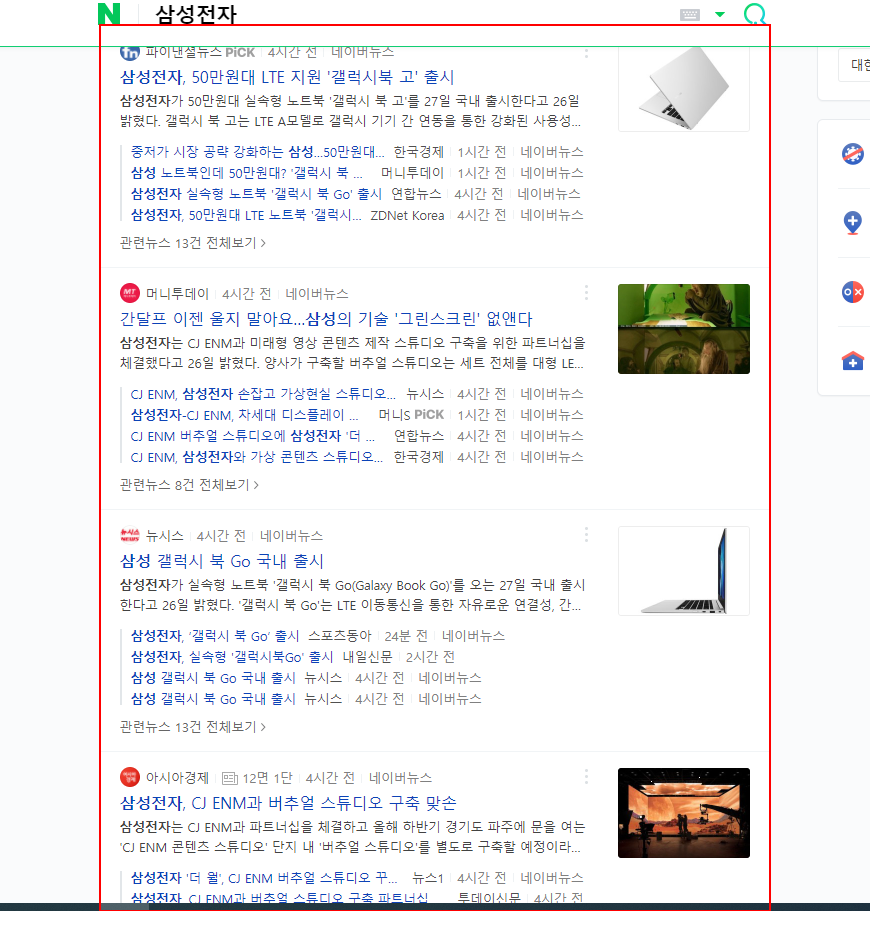 N 삼성전자
파이낸셜뉴스 PiCK 4시간 전 네이버뉴스
삼성전자, 50만원대 LTE 지원 '갤럭시북 고' 출시
삼성전자가 50만원대 실속형 노트북 '갤럭시 북 고'를 27일 국내 출시한다고 26일
밝혔다. 갤럭시 북 고는 LTE A모델로 갤럭시 기기 간 연동을 통한 강화된 사용성...
중저가 시장 공략 강화하는 삼성...50만원대... 한국경제 1시간 전 네이버뉴스
삼성 노트북인데 50만원대? '갤럭시 북 ... 머니투데이 1시간 전 네이버뉴스
삼성전자 실속형 노트북 '갤럭시 북 Go' 출시 연합뉴스 4시간 전 네이버뉴스
삼성전자, 50만원대 LTE 노트북 '갤럭시... ZDNet Korea 4시간 전 네이버뉴스
관련뉴스 13건 전체보기 >
MT 머니투데이 4시간 전 네이버뉴스
간달프 이젠 울지 말아요...삼성의 기술 '그린스크린' 없앤다
삼성전자는 CJ ENM과 미래형 영상 콘텐츠 제작 스튜디오 구축을 위한 파트너십을
체결했다고 26일 밝혔다. 양사가 구축할 버추얼 스튜디오는 세트 전체를 대형 LE...
CJ ENM, 삼성전자 손잡고 가상현실 스튜디오... 뉴시스 4시간 전 네이버뉴스
삼성전자-CJ ENM, 차세대 디스플레이 ... 머니S PiCK 1시간 전 네이버뉴스
CJ ENM 버추얼 스튜디오에 삼성전자 '더 ... 연합뉴스 4시간 전 네이버뉴스
CJ ENM, 삼성전자와 가상 콘텐츠 스튜디오... 한국경제 4시간 전 네이버뉴스
관련뉴스 8건 전체보기 >
뉴시스 NEWS 뉴시스 4시간 전 네이버뉴스
삼성 갤럭시 북 Go 국내 출시
삼성전자가 실속형 노트북 '갤럭시 북 Go(Galaxy Book Go)'를 오는 27일 국내 출시
한다고 26일 밝혔다. '갤럭시 북 Go'는 LTE 이동통신을 통한 자유로운 연결성, 간...
삼성전자, '갤럭시 북 Go' 출시 스포츠동아 24분 전 네이버뉴스
삼성전자, 실속형 '갤럭시북Go' 출시 내일신문 2시간 전
삼성 갤럭시 북 Go 국내 출시 뉴시스 4시간 전 네이버뉴스
삼성 갤럭시 북 Go 국내 출시 뉴시스 4시간 전 네이버뉴스
관련뉴스 13건 전체보기 >
아시아경제 12면 1단 4시간 전 네이버뉴스
삼성전자, CJ ENM과 버추얼 스튜디오 구축 맞손
삼성전자는 CJ ENM과 파트너십을 체결하고 올해 하반기 경기도 파주에 문을 여는
'CJ ENM 콘텐츠 스튜디오' 단지 내 '버추얼 스튜디오'를 별도로 구축할 예정이라...
삼성전자 '더 월', CJ ENM 버추얼 스튜디오 꾸... 뉴스1 4시간 전 네이버뉴스
삼성전자, CJ ENM과 버추얼 스튜디오 구축 파트너십 투데이신문 4시간 전
대한